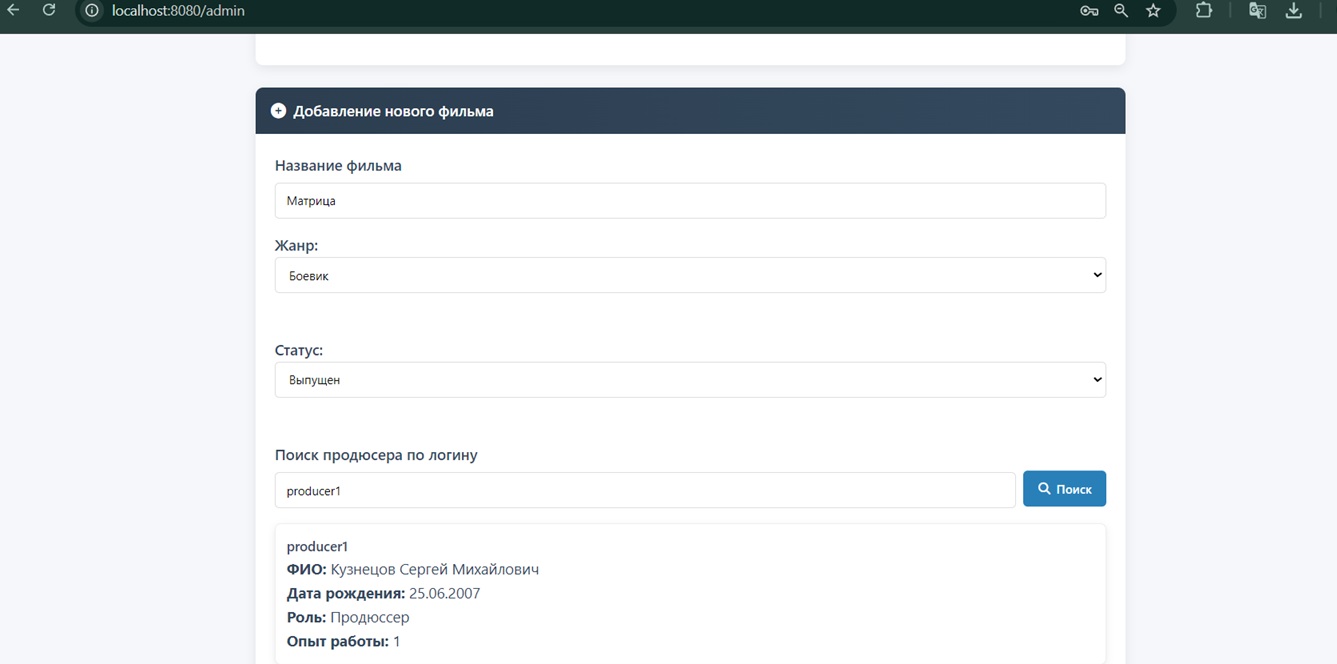 localhost:8080/admin
Добавление нового фильма
Название фильма
Матрица
Жанр:
Боевик
Статус:
Выпущен
Поиск продюсера по логину
producer1
Поиск
producer1
ФИО: Кузнецов Сергей Михайлович
Дата рождения: 25.06.2007
Роль: Продюссер
Опыт работы: 1